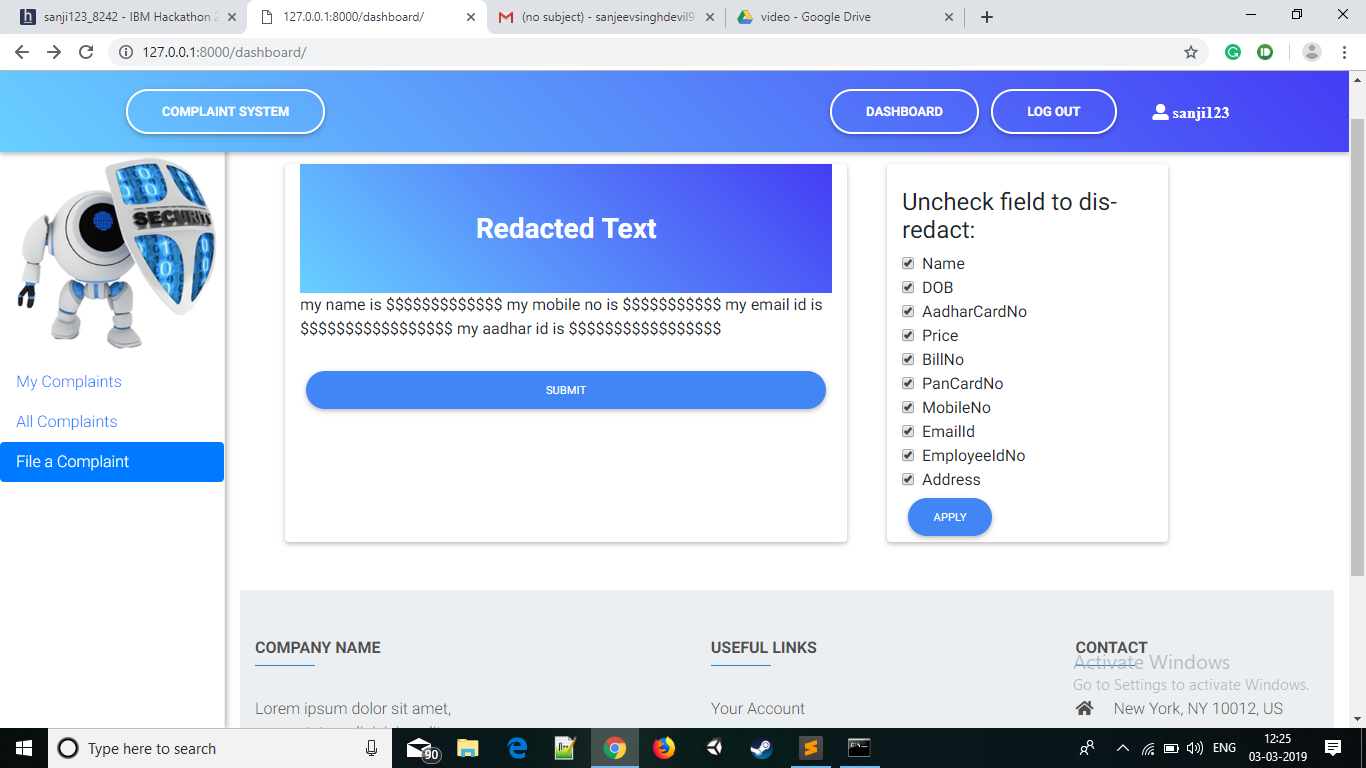 sanji123_8242 - IBM Hackathon 2
127.0.0.1:8000/dashboard/
(no subject) - sanjeevsinghdevil9
video - Google Drive
127.0.0.1:8000/dashboard/
COMPLAINT SYSTEM
DASHBOARD
LOG OUT
sanji123
SECURITY
My Complaints
All Complaints
File a Complaint
Redacted Text
my name is $$$$$$$$$$$$$ my mobile no is $$$$$$$$$$$ my email id is
$$$$$$$$$$$$$$$$$ my aadhar id is $$$$$$$$$$$$$$$$$
SUBMIT
Uncheck field to dis-
redact:
Name
DOB
AadharCardNo
Price
BillNo
PanCardNo
MobileNo
EmailId
EmployeeIdNo
Address
APPLY
COMPANY NAME
Lorem ipsum dolor sit amet,
USEFUL LINKS
Your Account
CONTACT
New York, NY 10012, US
Activate Windows
Go to Settings to activate Windows.
Type here to search
90
ENG
12:25
03-03-2019